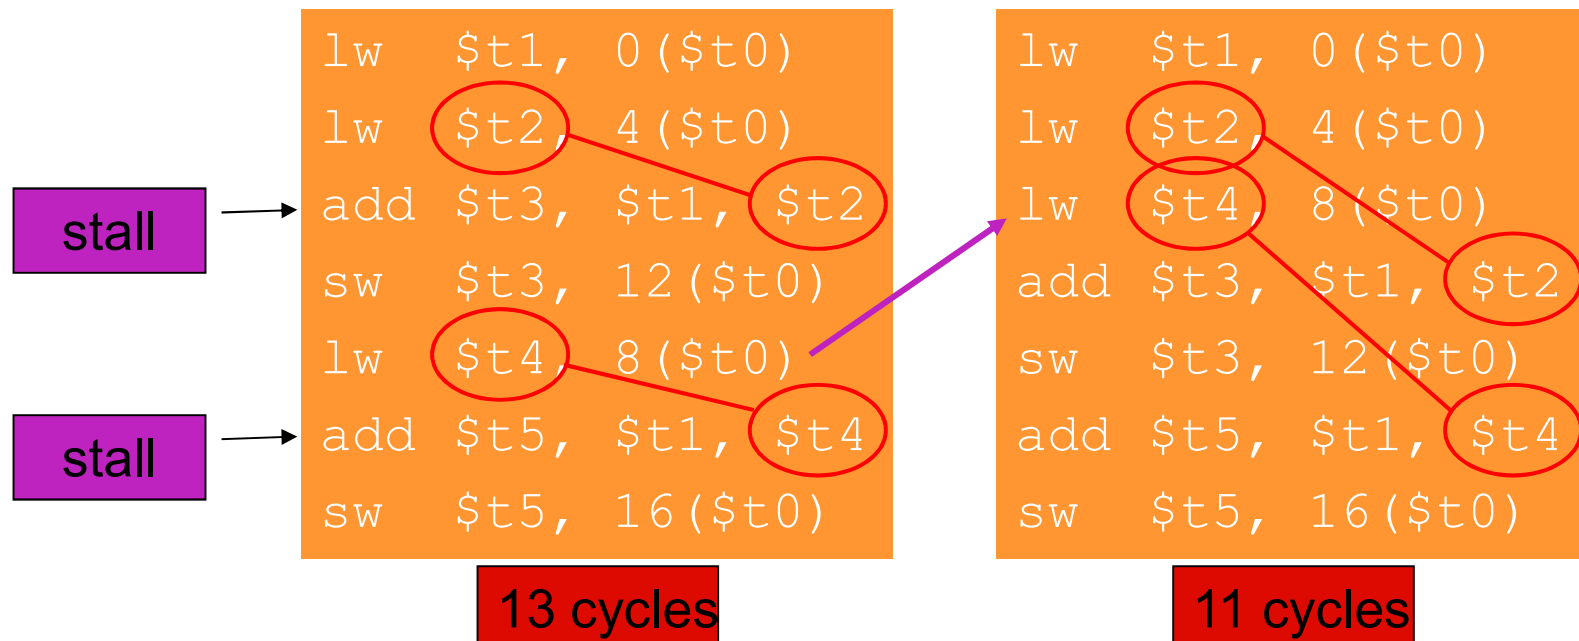 stall
stall
lw $t1, 0($t0)
lw $t2, 4($t0)
add $t3, $t1, $t2
sw $t3, 12($t0)
lw $t4, 8($t0)
add $t5, $t1, $t4
sw $t5, 16($t0)
13 cycles
lw $t1, 0($t0)
lw $t2, 4($t0)
lw $t4, 8($t0)
add $t3, $t1, $t2
sw $t3, 12($t0)
add $t5, $t1, $t4
sw $t5, 16($t0)
11 cycles